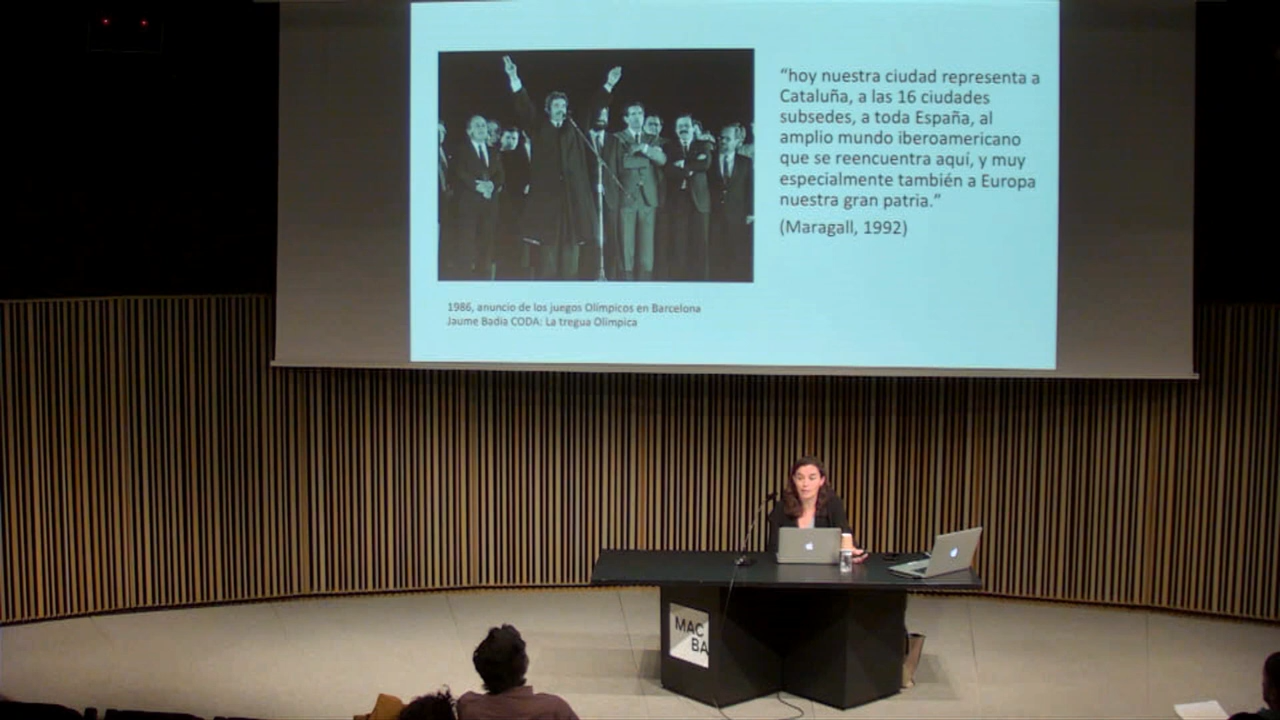 “hoy nuestra ciudad representa a
Cataluña, a las 16 ciudades
subsedes, a toda España, al
amplio mundo iberoamericano
que se reencuentra aquí, y muy
especialmente también a Europa
nuestra gran patria.”
(Maragall, 1992)
1986, anuncio de los juegos Olímpicos en Barcelona
Jaume Badia CODA: La tregua Olímpica
MAC
BA